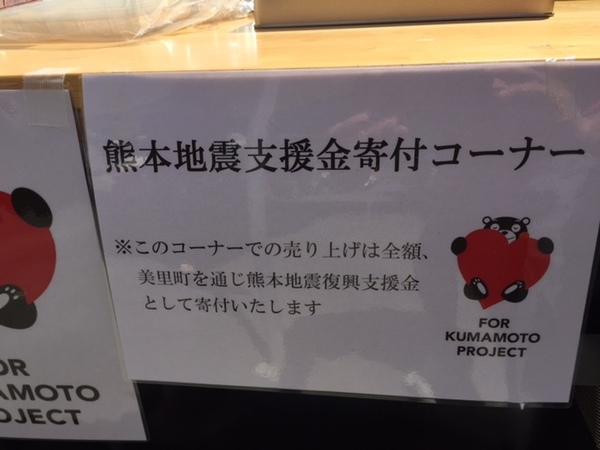 熊本地震支援金寄付コーナー
※このコーナーでの売り上げは全額、
美里町を通じ熊本地震復興支援金
として寄付いたします
FOR
KUMAMOTO
PROJECT
OR
AMOTO
OJECT